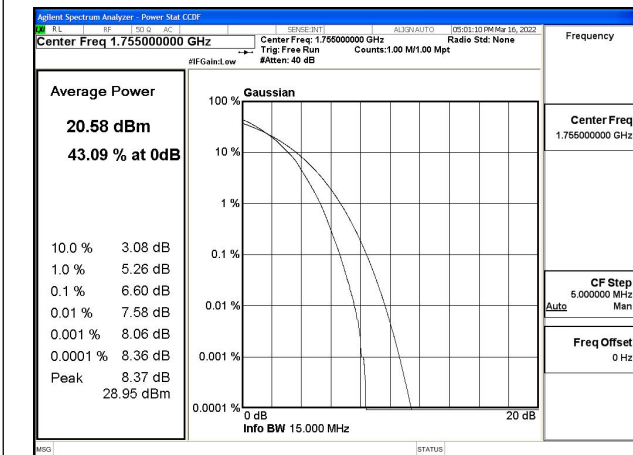 Agilent Spectrum Analyzer - Power Stat CCDF
RL RF 50 Ω AC SENSE:INT ALIGN AUTO 05:01:10 PM Mar 16, 2022
Center Freq 1.755000000 GHz
Center Freq: 1.755000000 GHz Radio Std: None
Trig: Free Run Counts:1.00 M/1.00 Mpt
#IFGain:Low #Atten: 40 dB
Frequency
Average Power
20.58 dBm
43.09 % at 0dB
10.0 % 3.08 dB
1.0 % 5.26 dB
0.1 % 6.60 dB
0.01 % 7.58 dB
0.001 % 8.06 dB
0.0001 % 8.36 dB
Peak 8.37 dB
28.95 dBm
Gaussian
100 %
10 %
1 %
0.1 %
0.01 %
0.001 %
0.0001 %
0 dB 20 dB
Info BW 15.000 MHz
Center Freq
1.755000000 GHz
CF Step
5.000000 MHz
Auto Man
Freq Offset
0 Hz
MSG STATUS